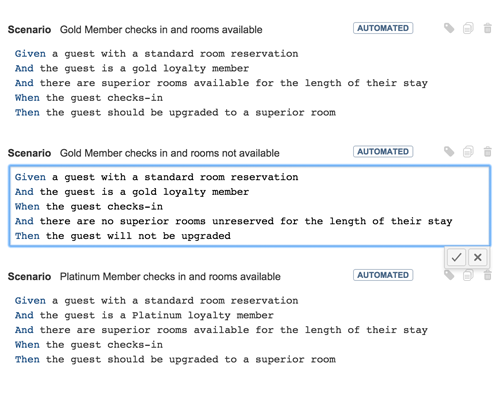 Scenario Gold Member checks in and rooms available AUTOMATED
Given a guest with a standard room reservation
And the guest is a gold loyalty member
And there are superior rooms available for the length of their stay
When the guest checks-in
Then the guest should be upgraded to a superior room
Scenario Gold Member checks in and rooms not available AUTOMATED
Given a guest with a standard room reservation
And the guest is a gold loyalty member
When the guest checks-in
And there are no superior rooms unreserved for the length of their stay
Then the guest will not be upgraded
Scenario Platinum Member checks in and rooms available AUTOMATED
Given a guest with a standard room reservation
And the guest is a Platinum loyalty member
And there are superior rooms available for the length of their stay
When the guest checks-in
Then the guest should be upgraded to a superior room